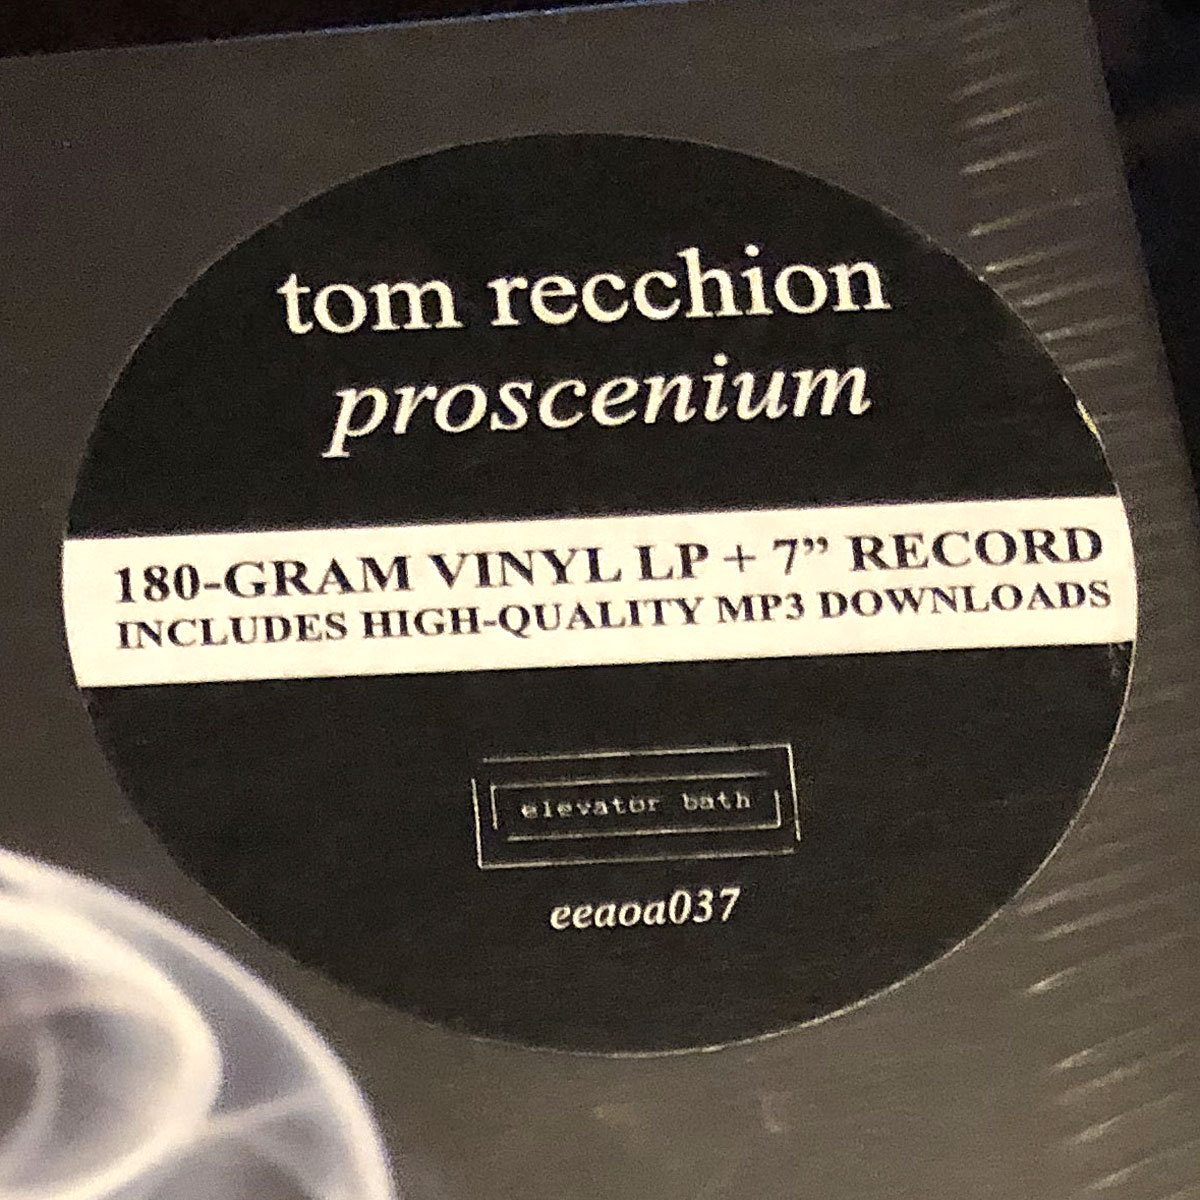 tom recchion
proscenium
180-GRAM VINYL LP + 7” RECORD
INCLUDES HIGH-QUALITY MP3 DOWNLOADS
elevator bath
eeaoa037